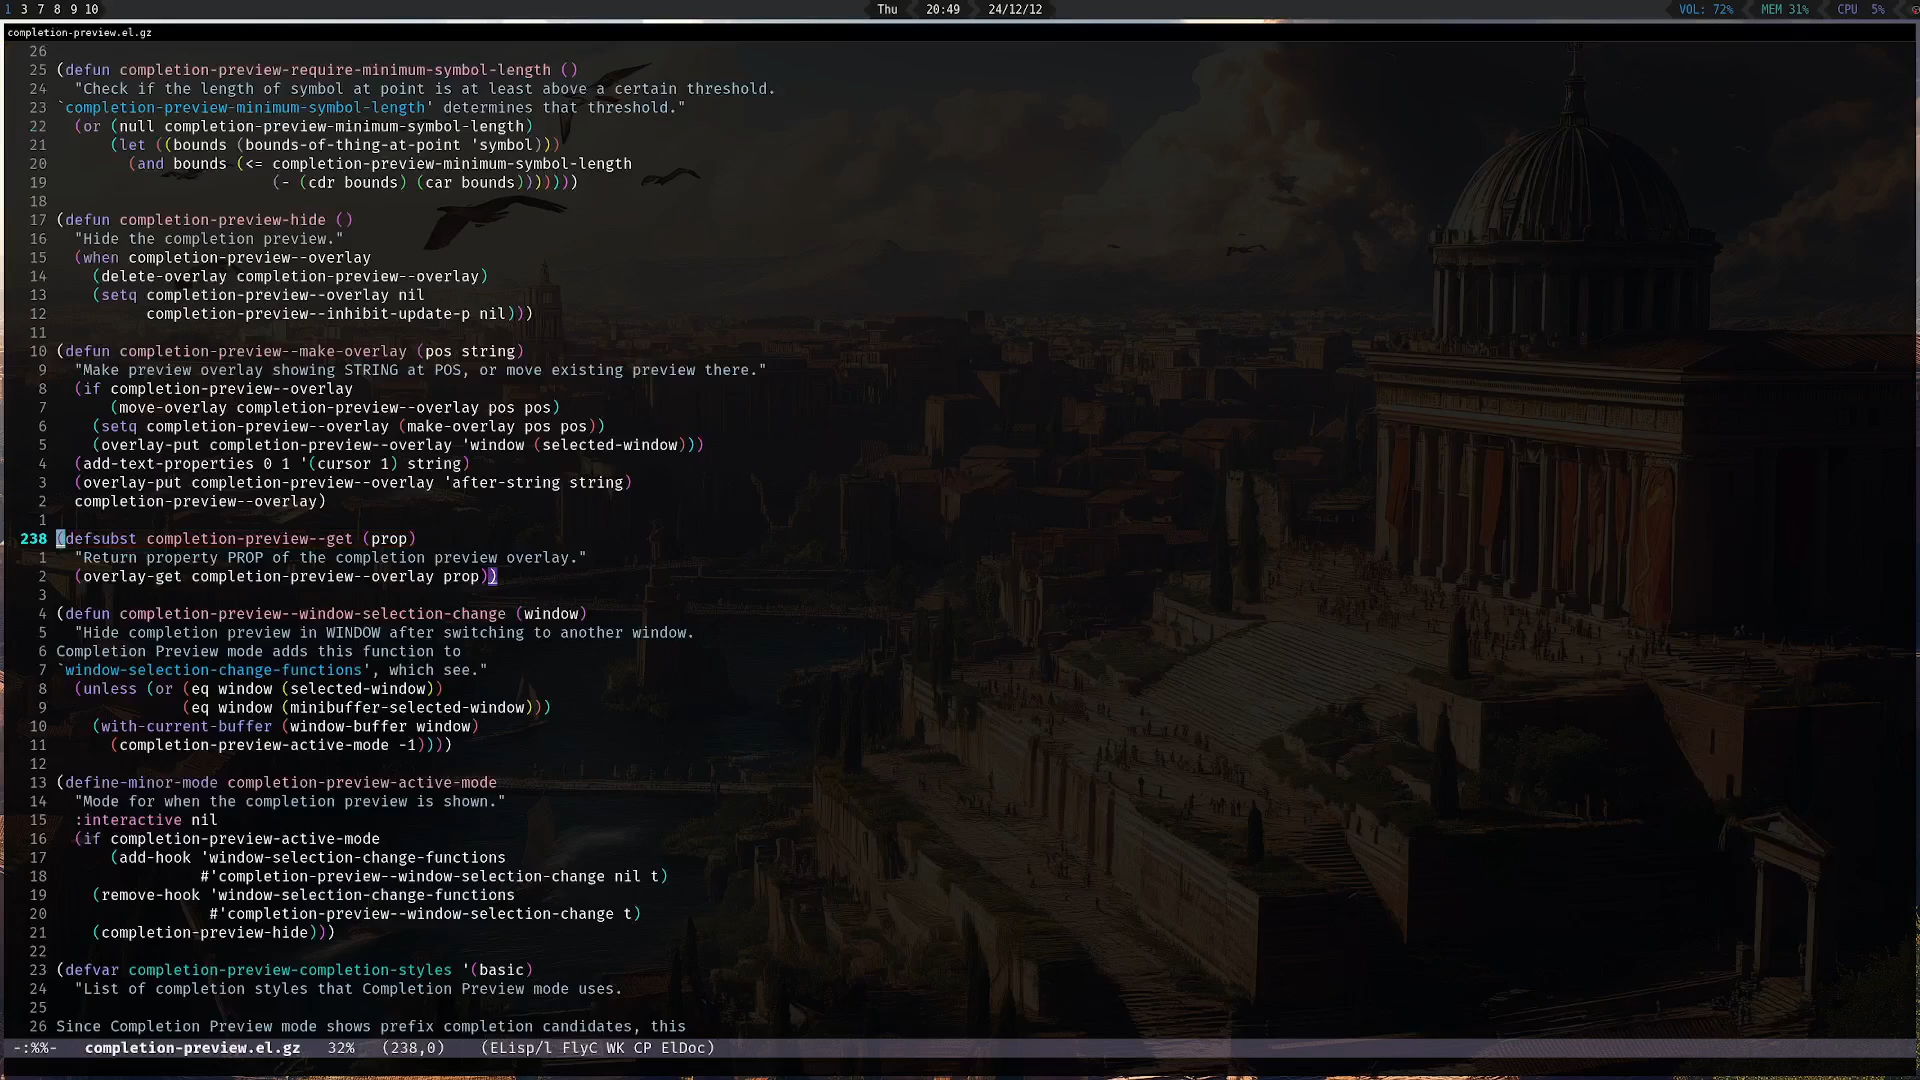 1 3 7 8 9 10 Thu 20:49 24/12/12 VOL: 72% MEM 31% CPU 5%
completion-preview.el.gz
26
25 (defun completion-preview-require-minimum-symbol-length ()
24   "Check if the length of symbol at point is at least above a certain threshold.
23 `completion-preview-minimum-symbol-length' determines that threshold."
22   (or (null completion-preview-minimum-symbol-length)
21       (let ((bounds (bounds-of-thing-at-point 'symbol)))
20         (and bounds (<= completion-preview-minimum-symbol-length
19                         (- (cdr bounds) (car bounds)))))))
18
17 (defun completion-preview-hide ()
16   "Hide the completion preview."
15   (when completion-preview--overlay
14     (delete-overlay completion-preview--overlay)
13     (setq completion-preview--overlay nil
12           completion-preview--inhibit-update-p nil)))
11
10 (defun completion-preview--make-overlay (pos string)
9   "Make preview overlay showing STRING at POS, or move existing preview there."
8   (if completion-preview--overlay
7       (move-overlay completion-preview--overlay pos pos)
6     (setq completion-preview--overlay (make-overlay pos pos))
5     (overlay-put completion-preview--overlay 'window (selected-window)))
4   (add-text-properties 0 1 '(cursor 1) string)
3   (overlay-put completion-preview--overlay 'after-string string)
2   completion-preview--overlay)
1
238 (defsubst completion-preview--get (prop)
1   "Return property PROP of the completion preview overlay."
2   (overlay-get completion-preview--overlay prop))
3
4 (defun completion-preview--window-selection-change (window)
5   "Hide completion preview in WINDOW after switching to another window.
6 Completion Preview mode adds this function to
7 `window-selection-change-functions', which see."
8   (unless (or (eq window (selected-window))
9               (eq window (minibuffer-selected-window)))
10     (with-current-buffer (window-buffer window)
11       (completion-preview-active-mode -1))))
12
13 (define-minor-mode completion-preview-active-mode
14   "Mode for when the completion preview is shown."
15   :interactive nil
16   (if completion-preview-active-mode
17       (add-hook 'window-selection-change-functions
18                 #'completion-preview--window-selection-change nil t)
19     (remove-hook 'window-selection-change-functions
20                  #'completion-preview--window-selection-change t)
21     (completion-preview-hide)))
22
23 (defvar completion-preview-completion-styles '(basic)
24   "List of completion styles that Completion Preview mode uses.
25
26 Since Completion Preview mode shows prefix completion candidates, this
-:%%-   completion-preview.el.gz   32%   (238,0)    (ELisp/l FlyC WK CP ElDoc)